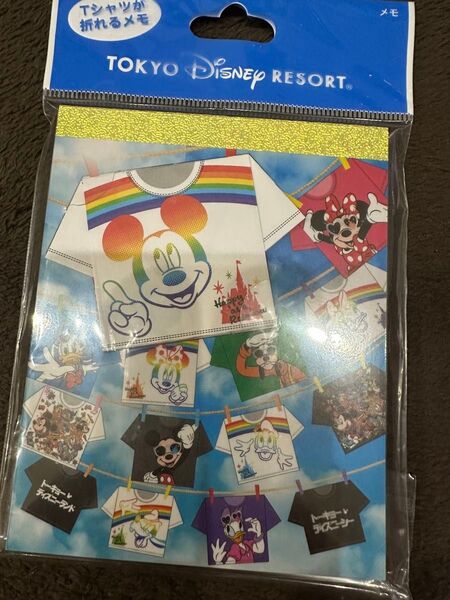 Tシャツが
折れるメモ
メモ
TOKYO Disney RESORT®
Happy
トーキョー
ディズニーランド
トーキョー
ディズニーシー